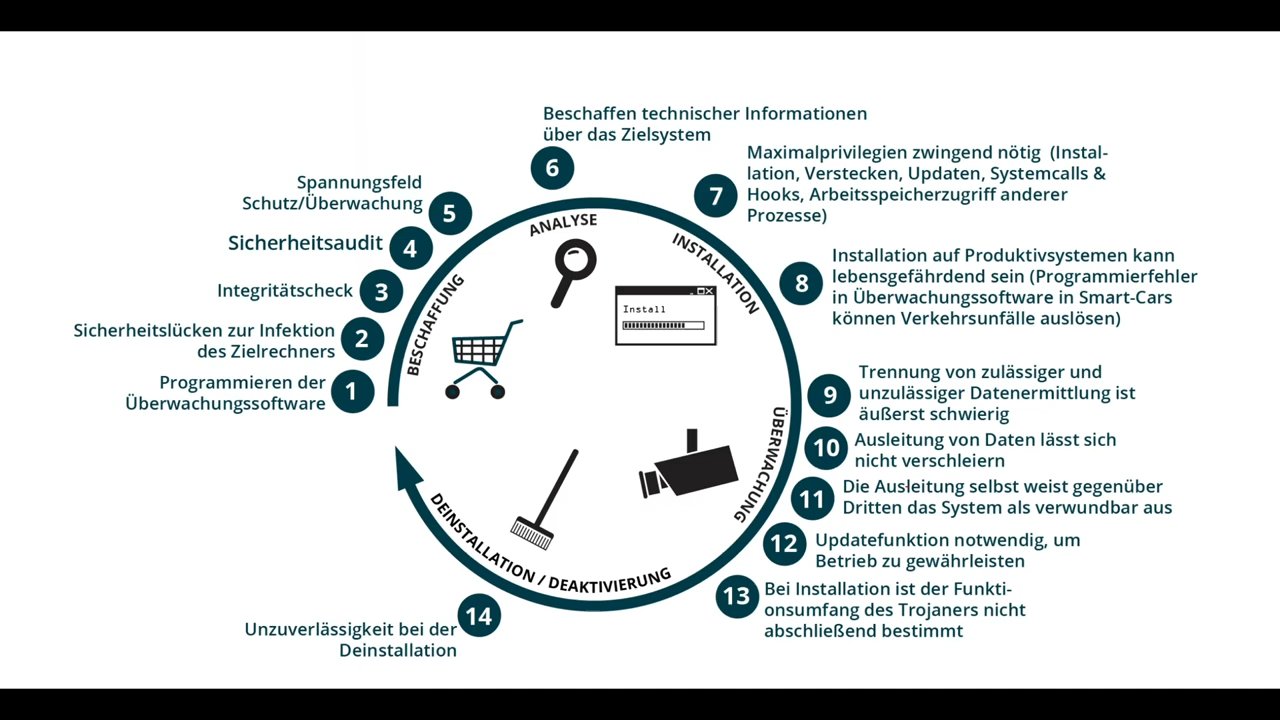 Beschaffen technischer Informationen
über das Zielsystem
6
Maximalprivilegien zwingend nötig (Instal-
lation, Verstecken, Updaten, Systemcalls &
Hooks, Arbeitsspeicherzugriff anderer
Prozesse)
7
Spannungsfeld
Schutz/Überwachung
5
Sicherheitsaudit
4
Integritätscheck
3
Sicherheitslücken zur Infektion
des Zielrechners
2
Programmieren der
Überwachungssoftware
1
BESCHAFFUNG
ANALYSE
INSTALLATION
Install
8
Installation auf Produktivsystemen kann
lebensgefährdend sein (Programmierfehler
in Überwachungssoftware in Smart-Cars
können Verkehrsunfälle auslösen)
9
Trennung von zulässiger und
unzulässiger Datenermittlung ist
äußerst schwierig
10
Ausleitung von Daten lässt sich
nicht verschleiern
11
Die Ausleitung selbst weist gegenüber
Dritten das System als verwundbar aus
12
Updatefunktion notwendig, um
Betrieb zu gewährleisten
13
Bei Installation ist der Funkti-
onsumfang des Trojaners nicht
abschließend bestimmt
ÜBERWACHUNG
DEINSTALLATION / DEAKTIVIERUNG
14
Unzuverlässigkeit bei der
Deinstallation